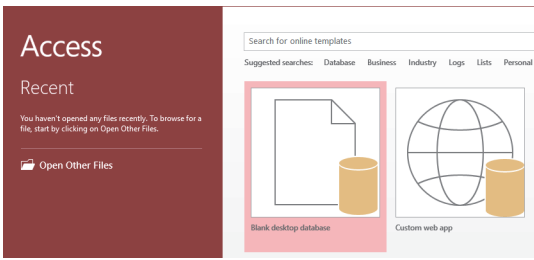 Access
Recent
You haven't opened any files recently. To browse for a
file, start by clicking on Open Other Files.
Open Other Files
Search for online templates
Suggested searches: Database Business Industry Logs Lists Personal
Blank desktop database
Custom web app